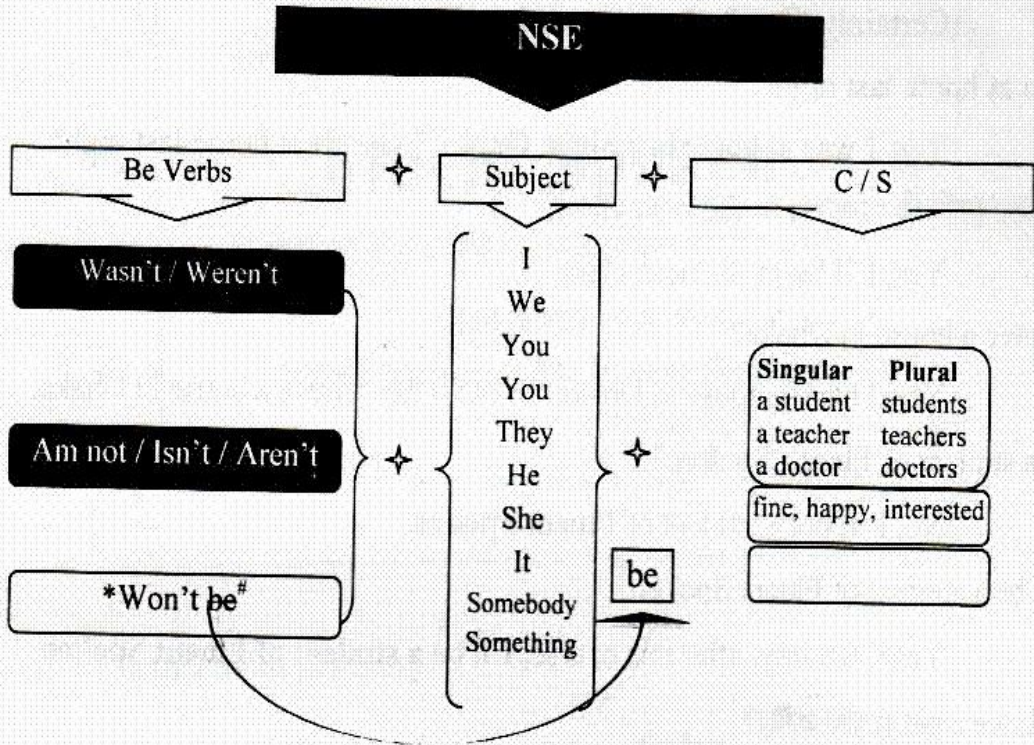 NSE
Be Verbs
Subject
C / S
Wasn't / Weren't
Am not / Isn't / Aren't
*Won't be#
I
We
You
You
They
He
She
It
Somebody
Something
be
Singular Plural
a student students
a teacher teachers
a doctor doctors
fine, happy, interested